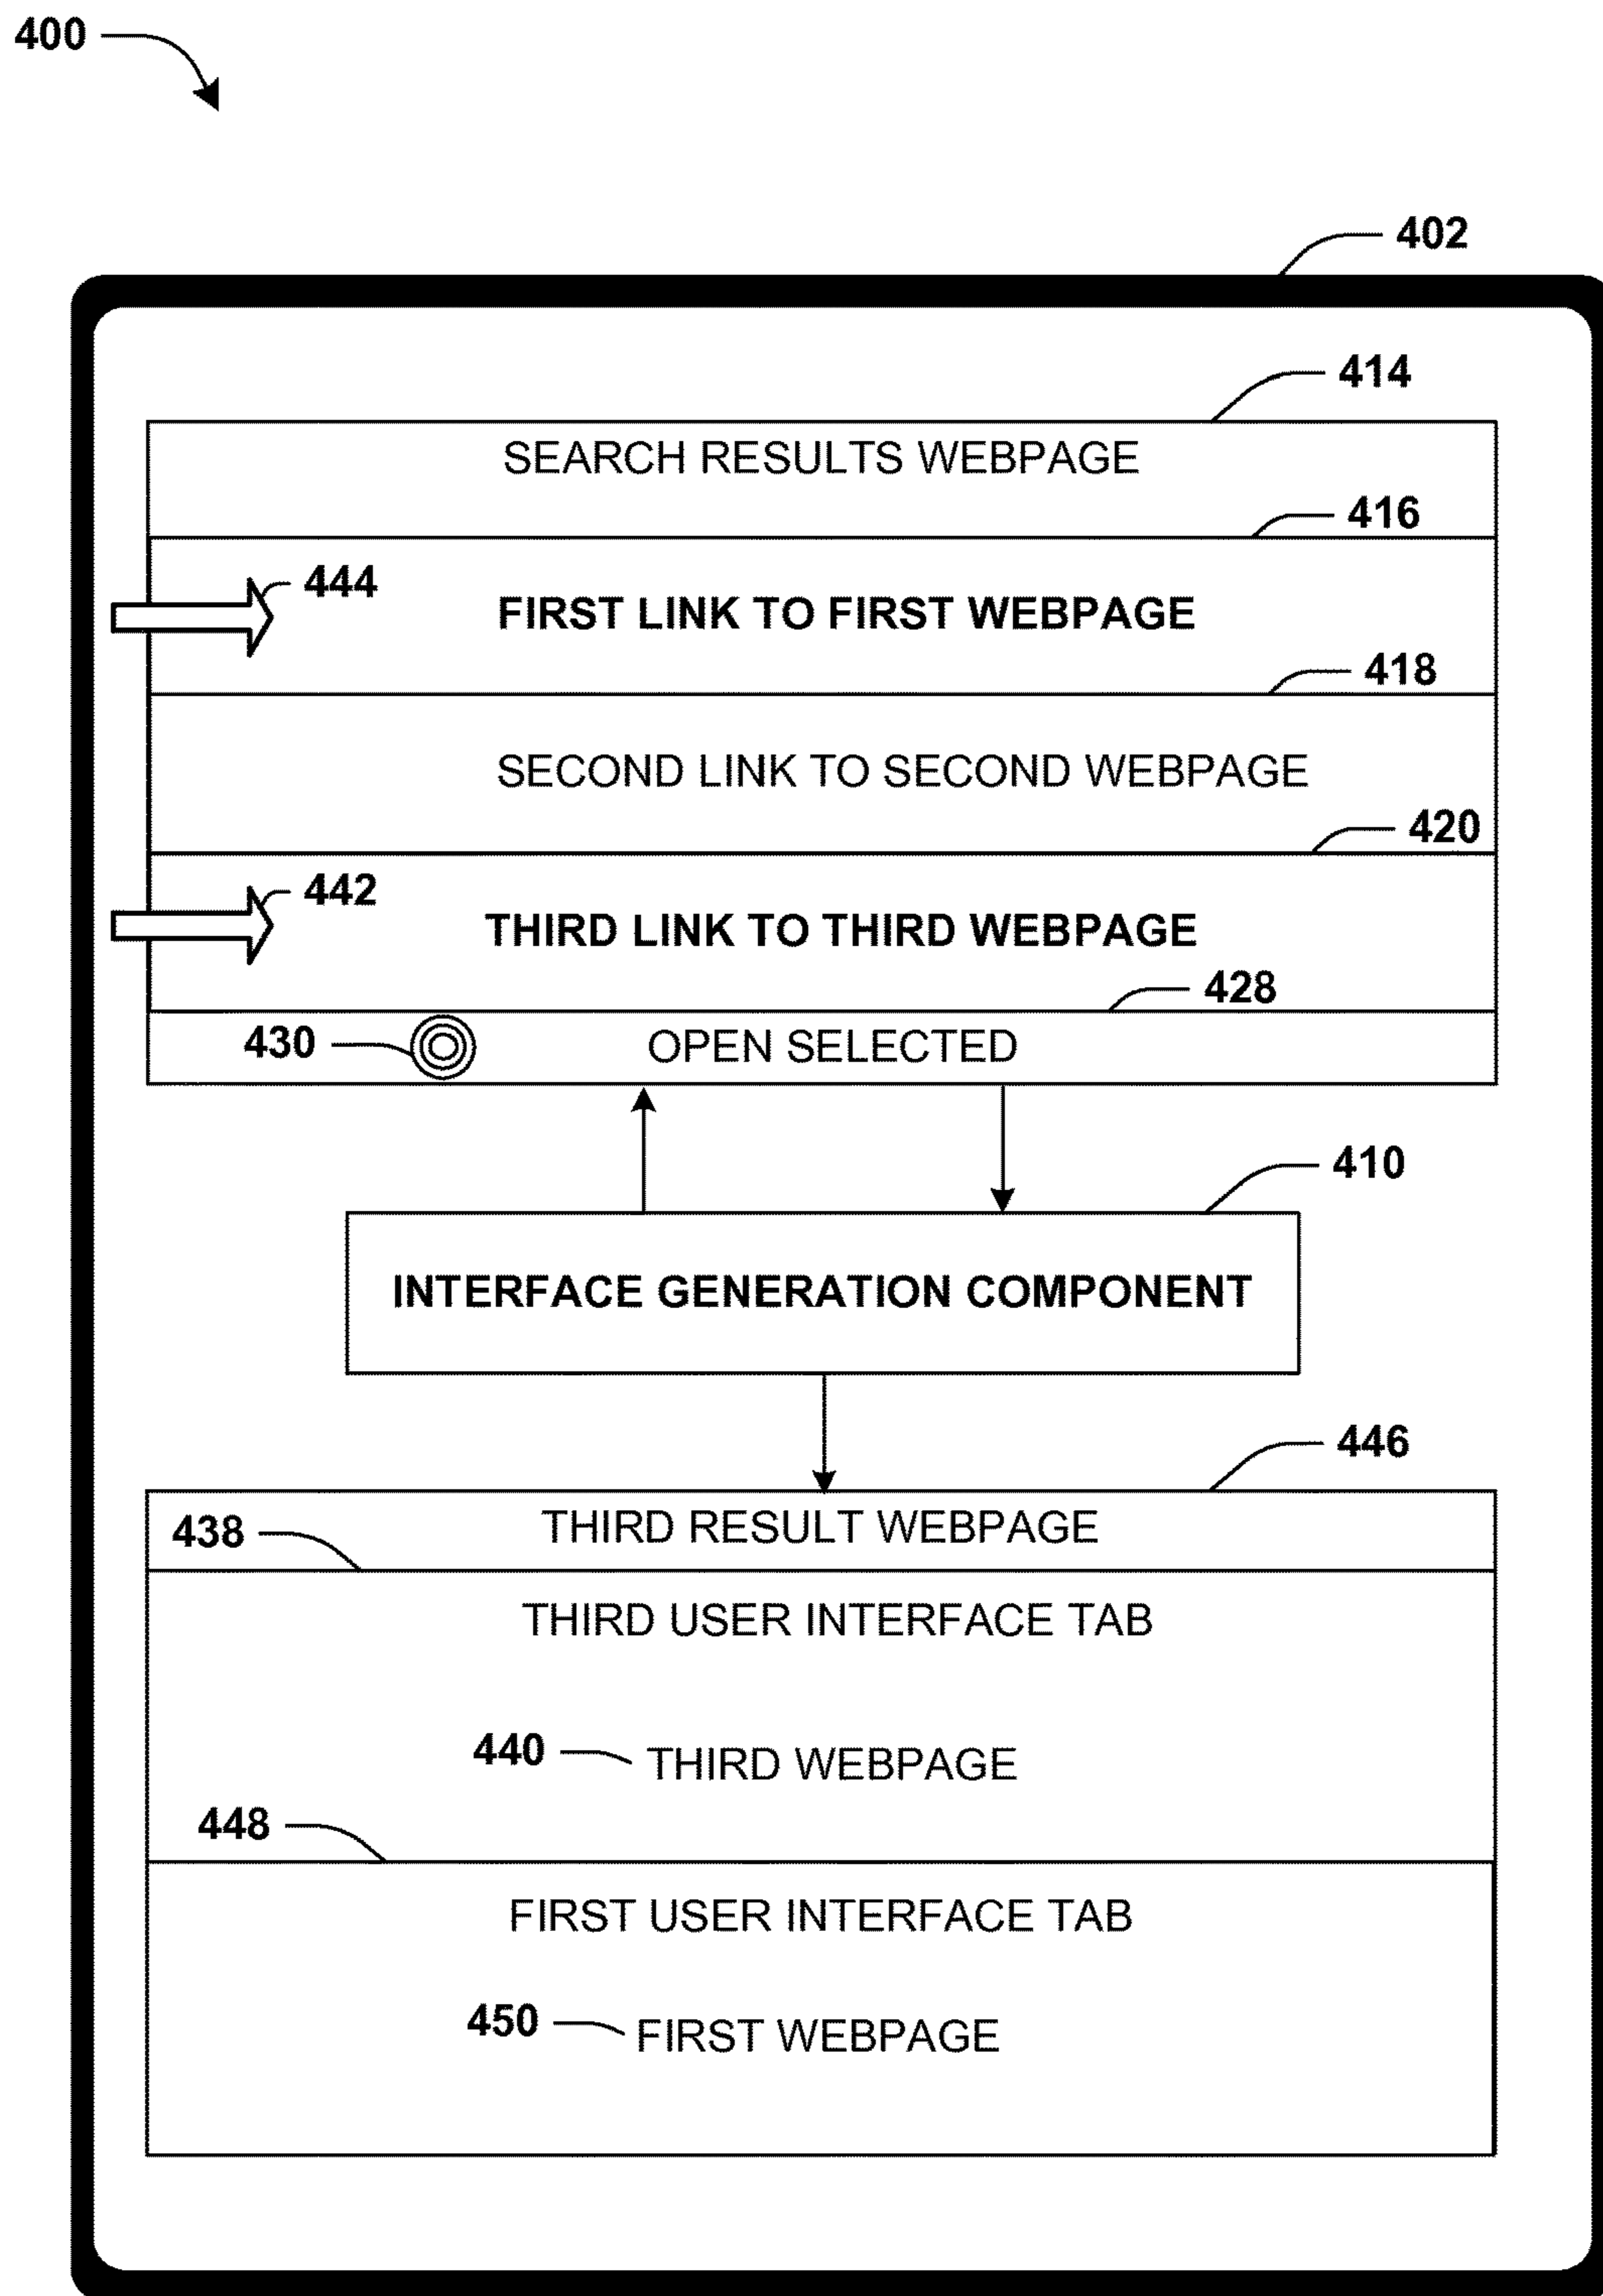 400
402
414
SEARCH RESULTS WEBPAGE
416
444
FIRST LINK TO FIRST WEBPAGE
418
SECOND LINK TO SECOND WEBPAGE
420
442
THIRD LINK TO THIRD WEBPAGE
428
430 OPEN SELECTED
410
INTERFACE GENERATION COMPONENT
446
THIRD RESULT WEBPAGE
438
THIRD USER INTERFACE TAB
440 THIRD WEBPAGE
448
FIRST USER INTERFACE TAB
450 FIRST WEBPAGE